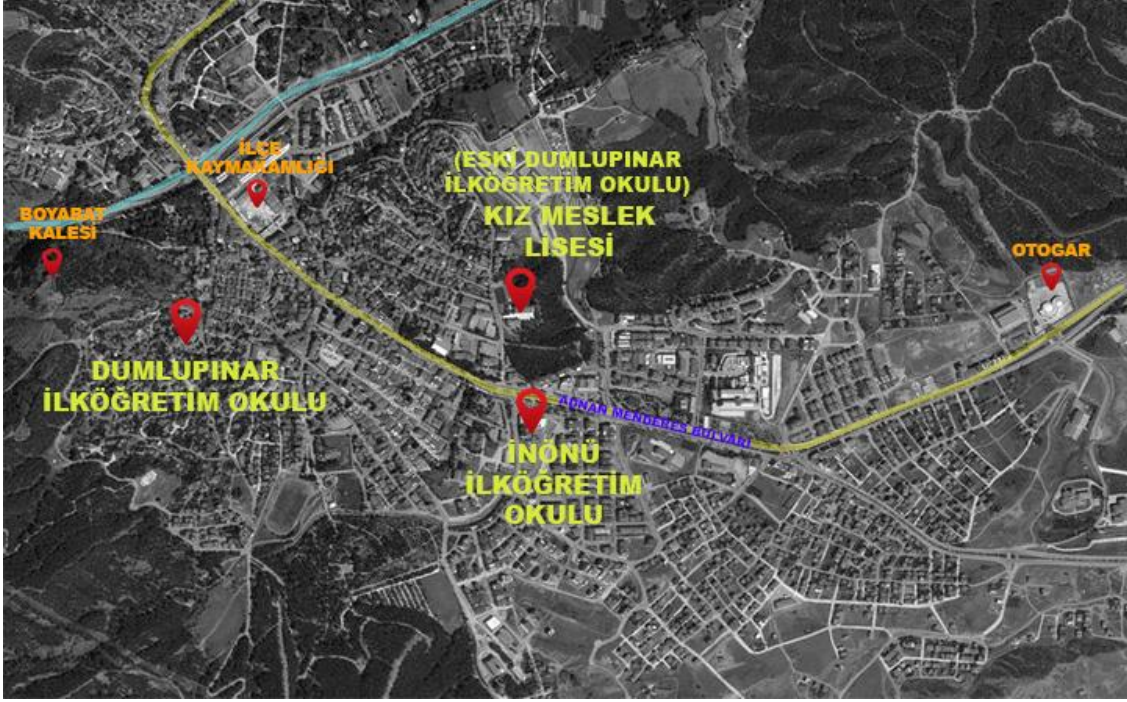 İLÇE
KAYMAKAMLIĞI
(ESKİ DUMLUPINAR
İLKÖĞRETİM OKULU)
KIZ MESLEK
LİSESİ
BOYABAT
KALESİ
OTOGAR
DUMLUPINAR
İLKÖĞRETİM OKULU
ADNAN MENDERES BULVARI
İNÖNÜ
İLKÖĞRETİM
OKULU